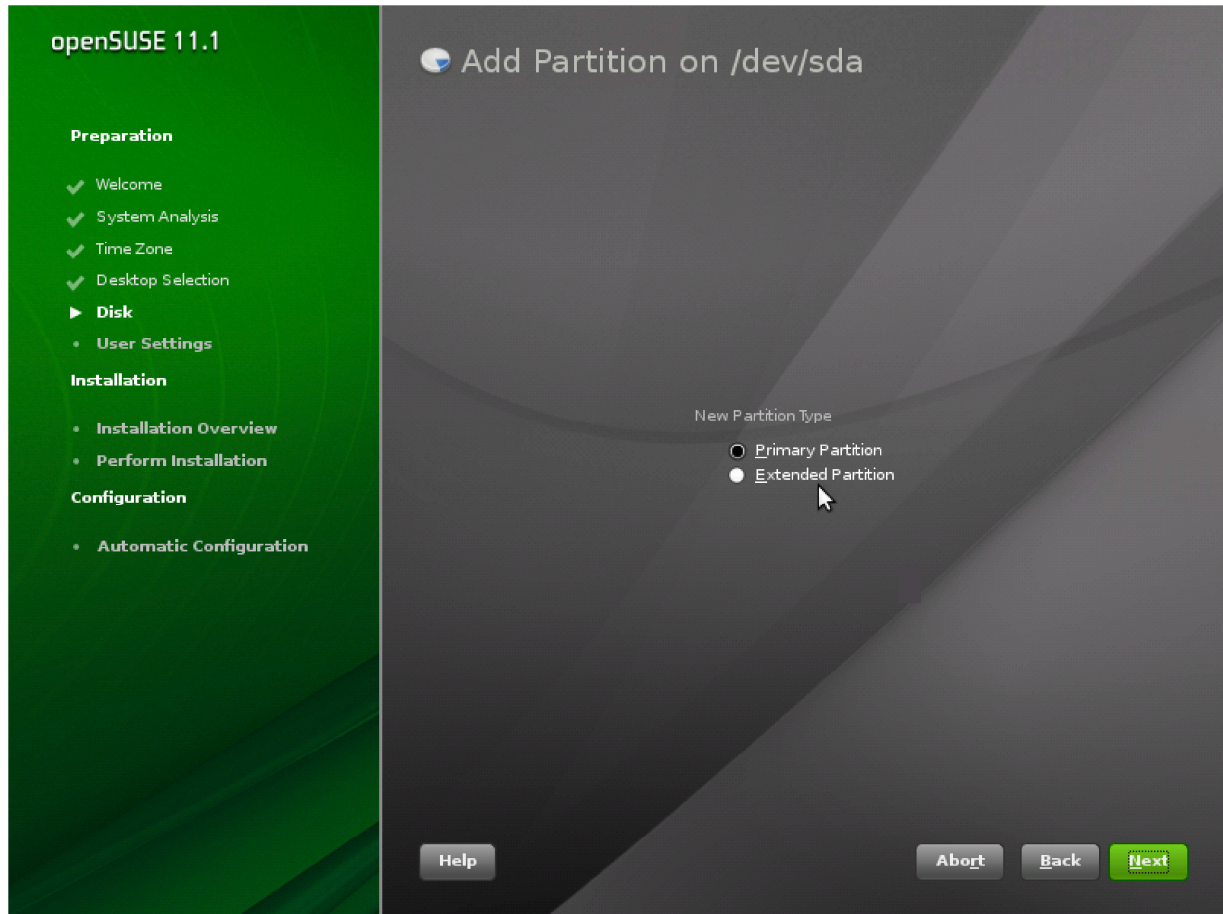 openSUSE 11.1
Preparation
Welcome
System Analysis
Time Zone
Desktop Selection
Disk
User Settings
Installation
Installation Overview
Perform Installation
Configuration
Automatic Configuration
Add Partition on /dev/sda
New Partition Type
Primary Partition
Extended Partition
Help
Abort
Back
Next